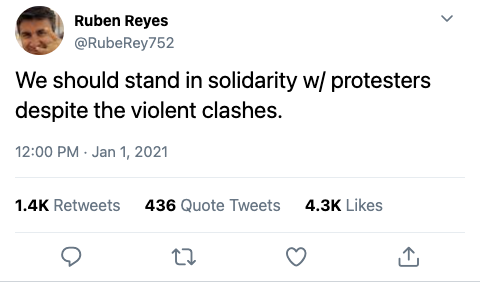 Ruben Reyes
@RubeRey752
We should stand in solidarity w/ protesters
despite the violent clashes.
12:00 PM · Jan 1, 2021
1.4K Retweets 436 Quote Tweets 4.3K Likes